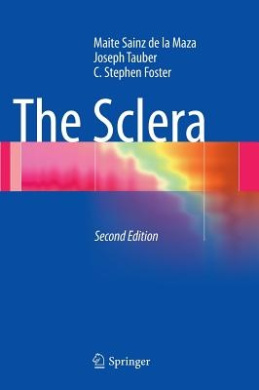 Maite Sainz de la Maza
Joseph Tauber
C. Stephen Foster
The Sclera
Second Edition
Springer